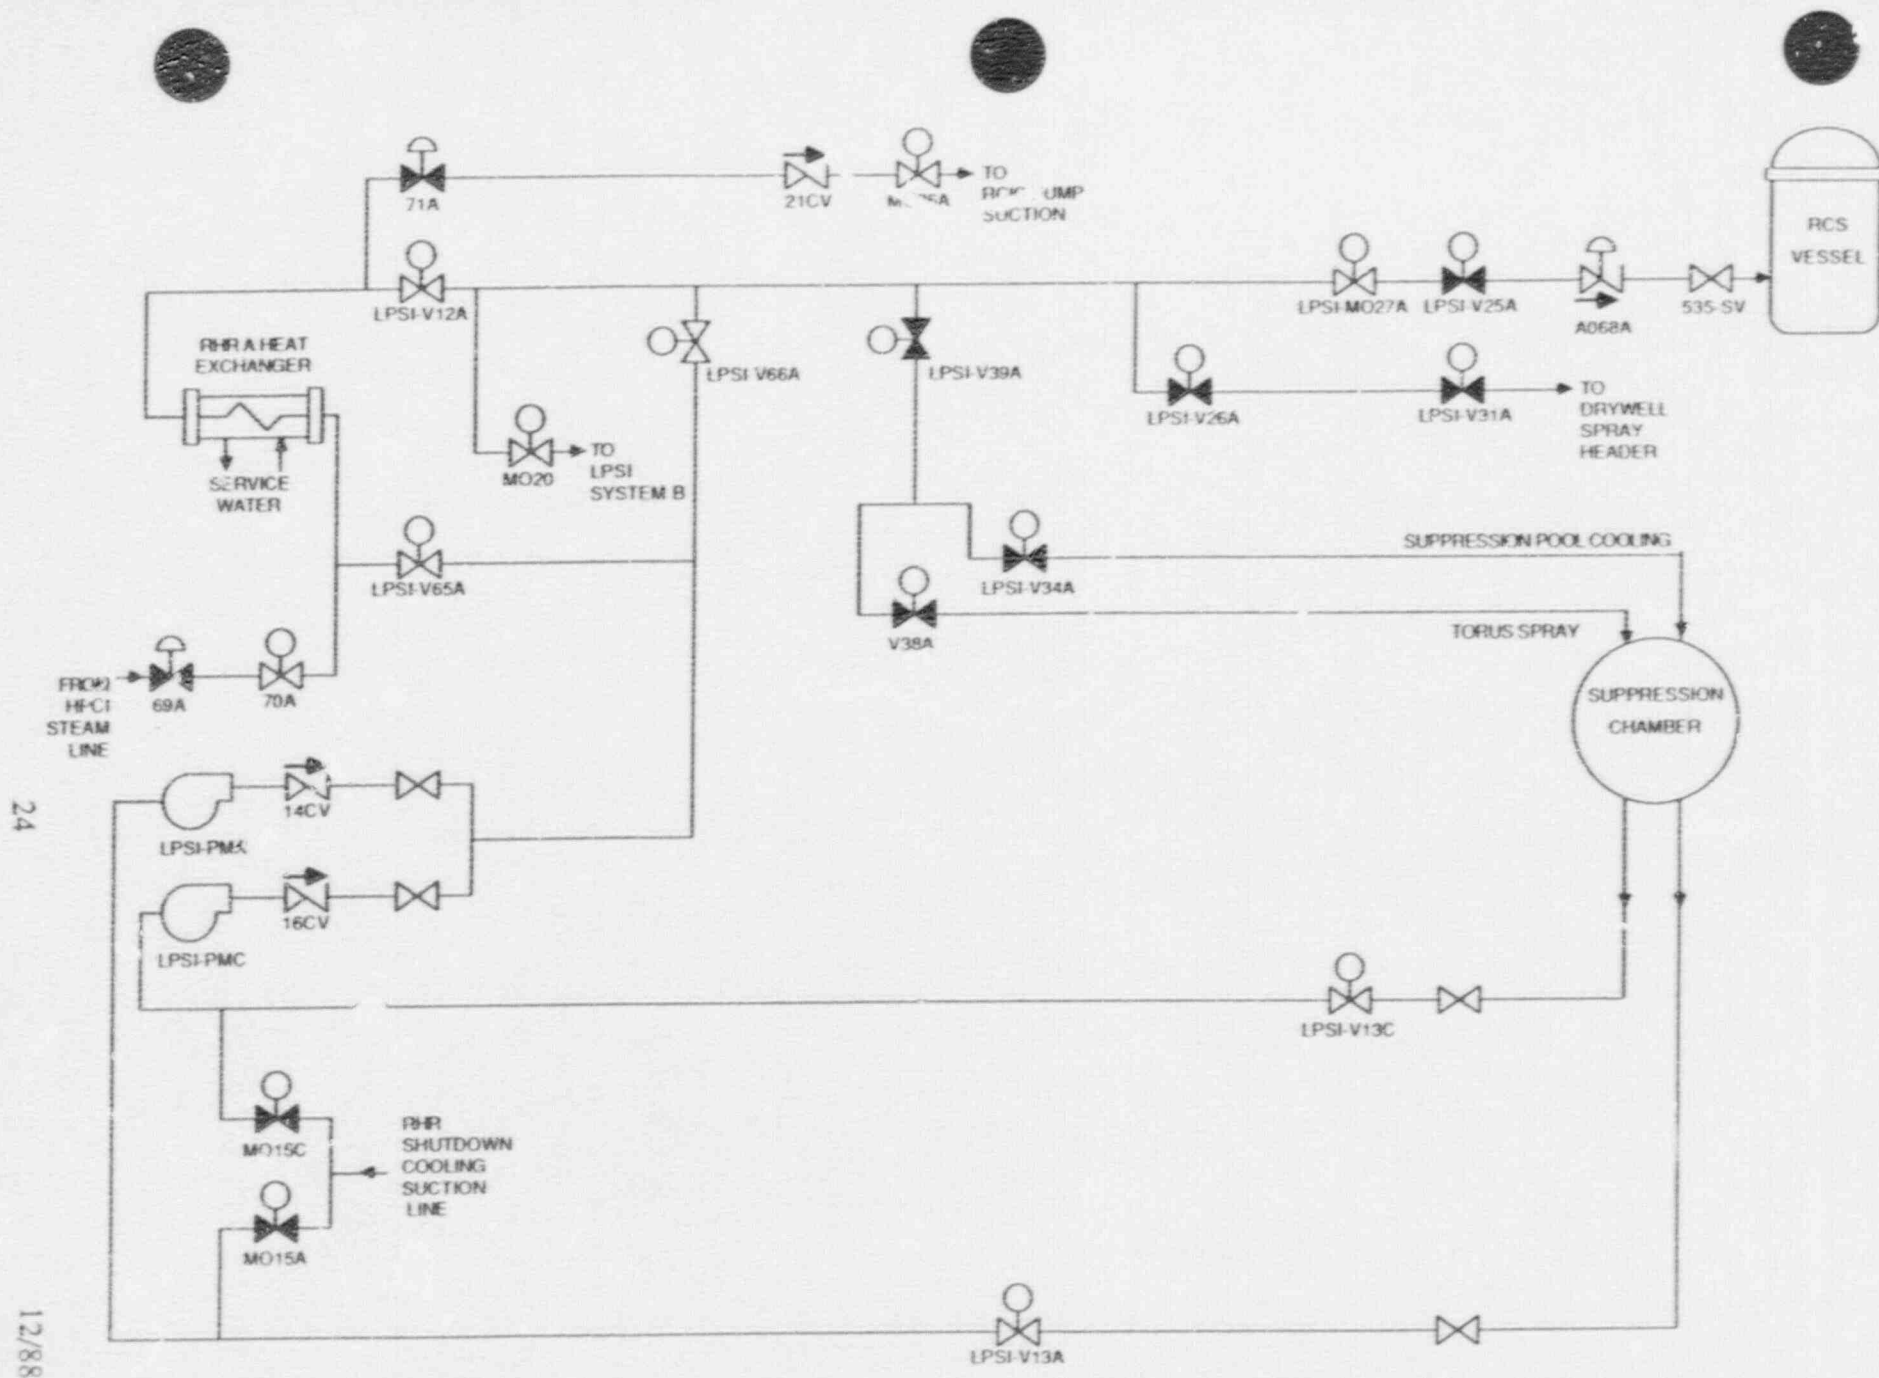 71A
21CV
TO
SUCTION
RCS
VESSEL
LPSI-V12A
LPSI-MO27A
LPSI-V25A
A068A
535-SV
RHR A HEAT
EXCHANGER
LPSI-V66A
LPSI-V39A
LPSI-V26A
LPSI-V31A
TO
DRYWELL
SPRAY
HEADER
MO20
TO
LPSI
SYSTEM B
SERVICE
WATER
SUPPRESSION POOL COOLING
LPSI-V65A
LPSI-V34A
V38A
TORUS SPRAY
FROM
HPCI
STEAM
LINE
69A
70A
SUPPRESSION
CHAMBER
14CV
24
LPSI-PMA
16CV
LPSI-PMC
LPSI-V13C
MO15C
RHR
SHUTDOWN
COOLING
SUCTION
LINE
MO15A
LPSI-V13A
12/88